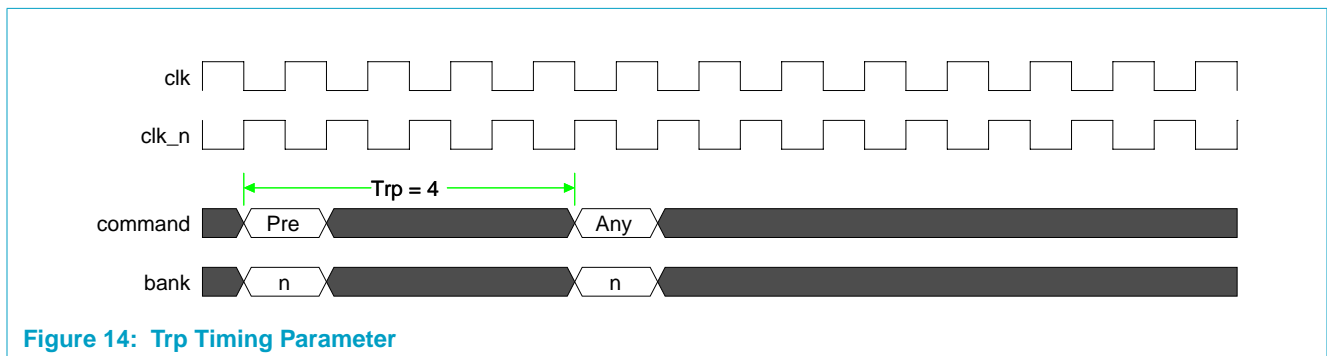 clk
clk_n
Trp = 4
command Pre Any
bank n n
Figure 14: Trp Timing Parameter